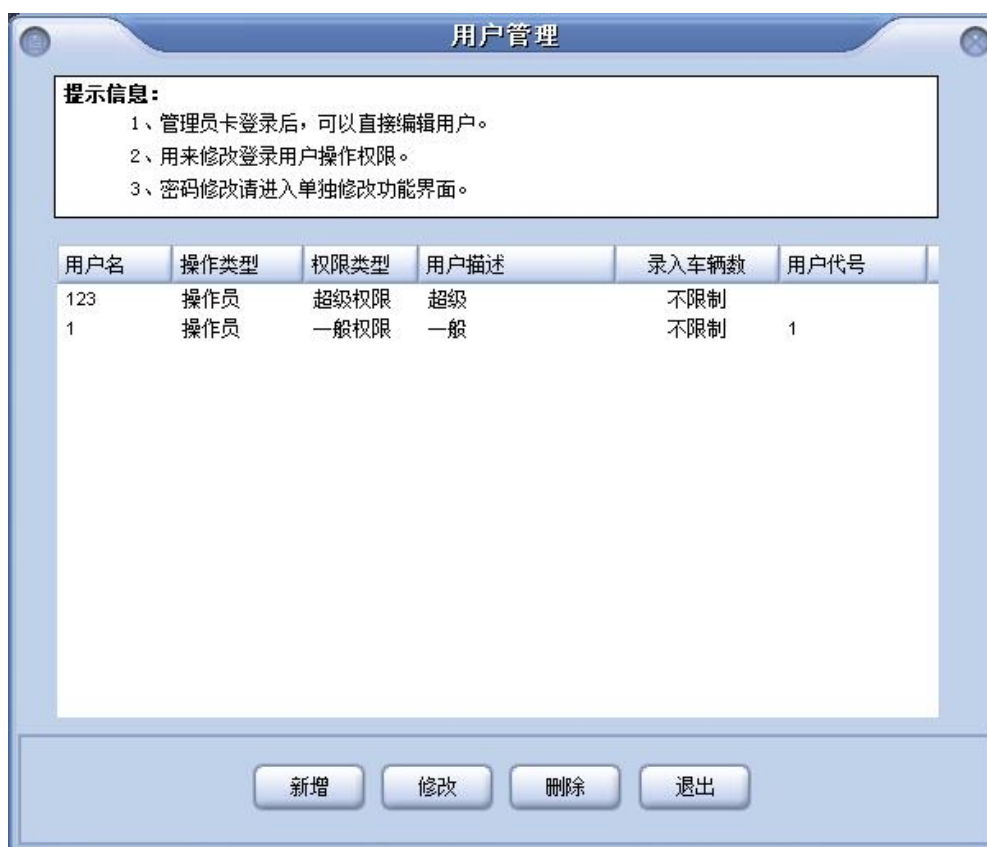 用户管理
提示信息：
1、管理员卡登录后，可以直接编辑用户。
2、用来修改登录用户操作权限。
3、密码修改请进入单独修改功能界面。
用户名 操作类型 权限类型 用户描述 录入车辆数 用户代号
123 操作员 超级权限 超级 不限制
1 操作员 一般权限 一般 不限制 1
新增 修改 删除 退出